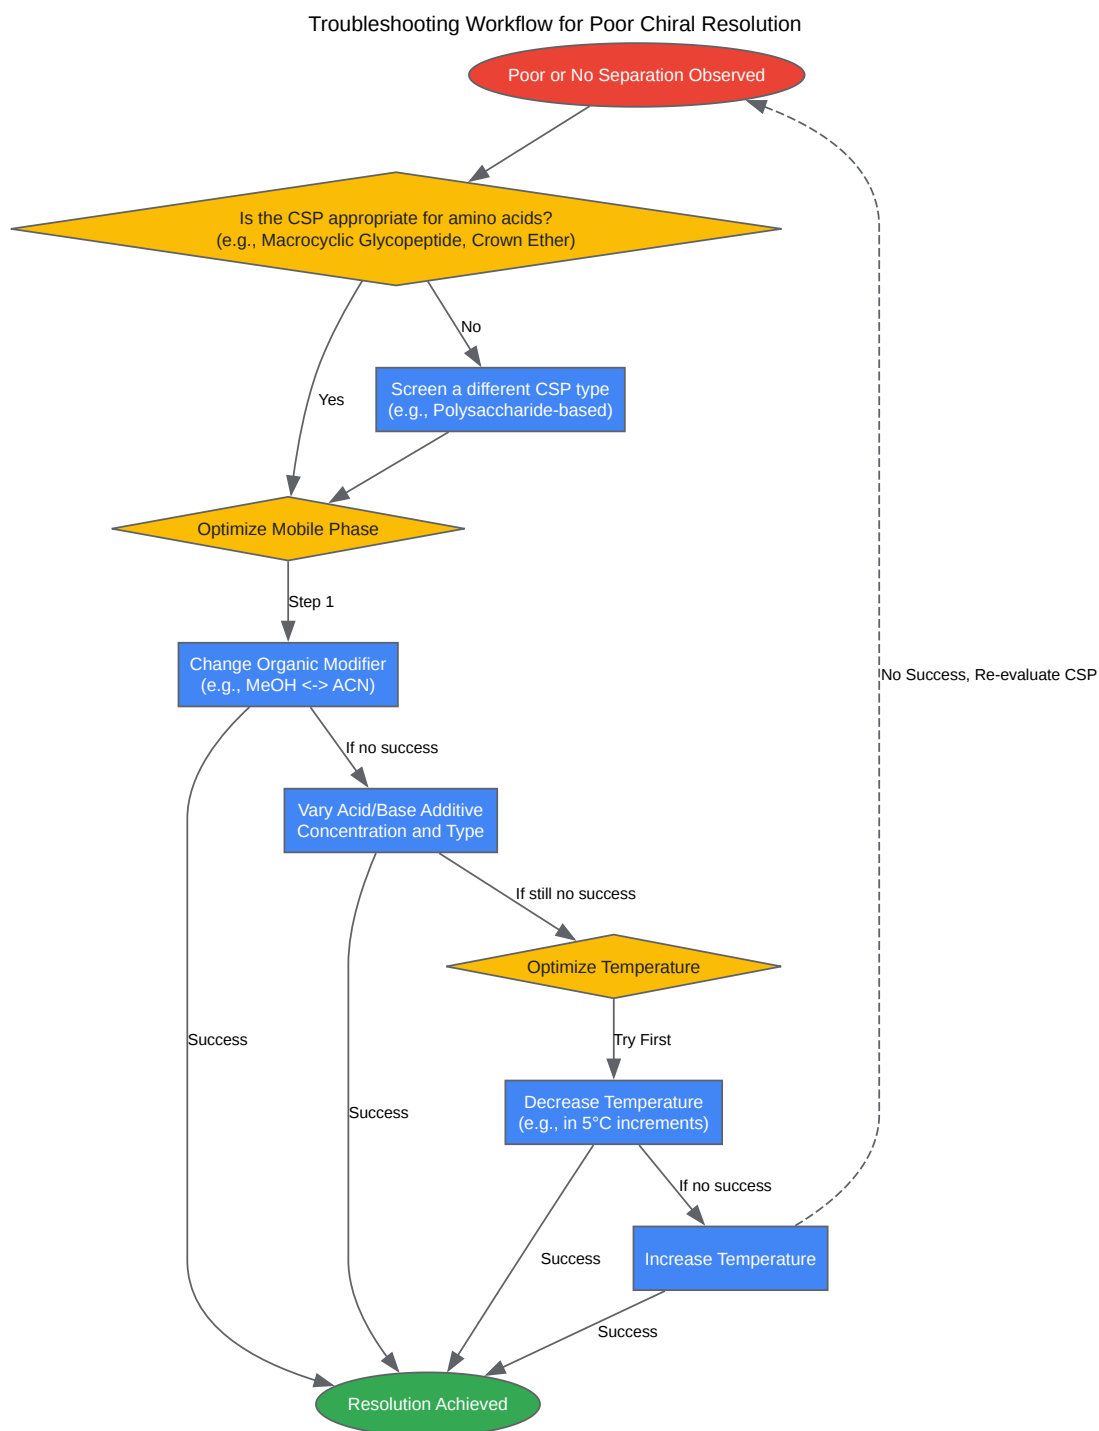 Troubleshooting Workflow for Poor Chiral Resolution
Poor or No Separation Observed
Is the CSP appropriate for amino acids?
(e.g., Macrocyclic Glycopeptide, Crown Ether)
No
Yes
Screen a different CSP type
(e.g., Polysaccharide-based)
Optimize Mobile Phase
Step 1
Change Organic Modifier
(e.g., MeOH <-> ACN)
No Success, Re-evaluate CSP
If no success
Vary Acid/Base Additive
Concentration and Type
If still no success
Optimize Temperature
Try First
Success
Success
Decrease Temperature
(e.g., in 5°C increments)
If no success
Success
Increase Temperature
Success
Resolution Achieved